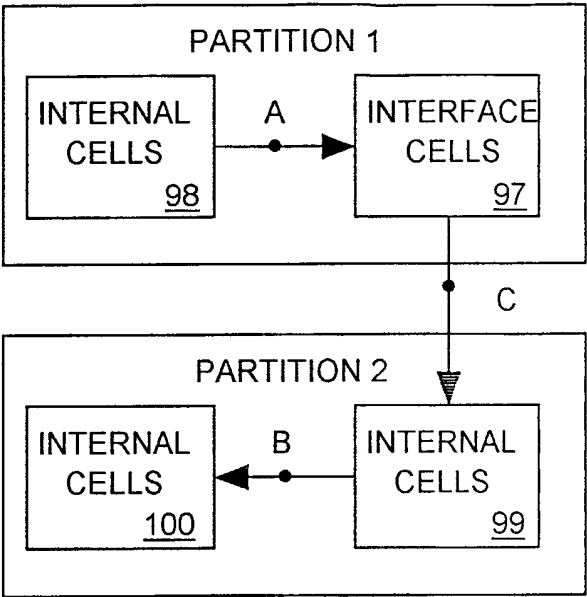 PARTITION 1
INTERNAL
CELLS
98
A
INTERFACE
CELLS
97
C
PARTITION 2
INTERNAL
CELLS
100
B
INTERNAL
CELLS
99